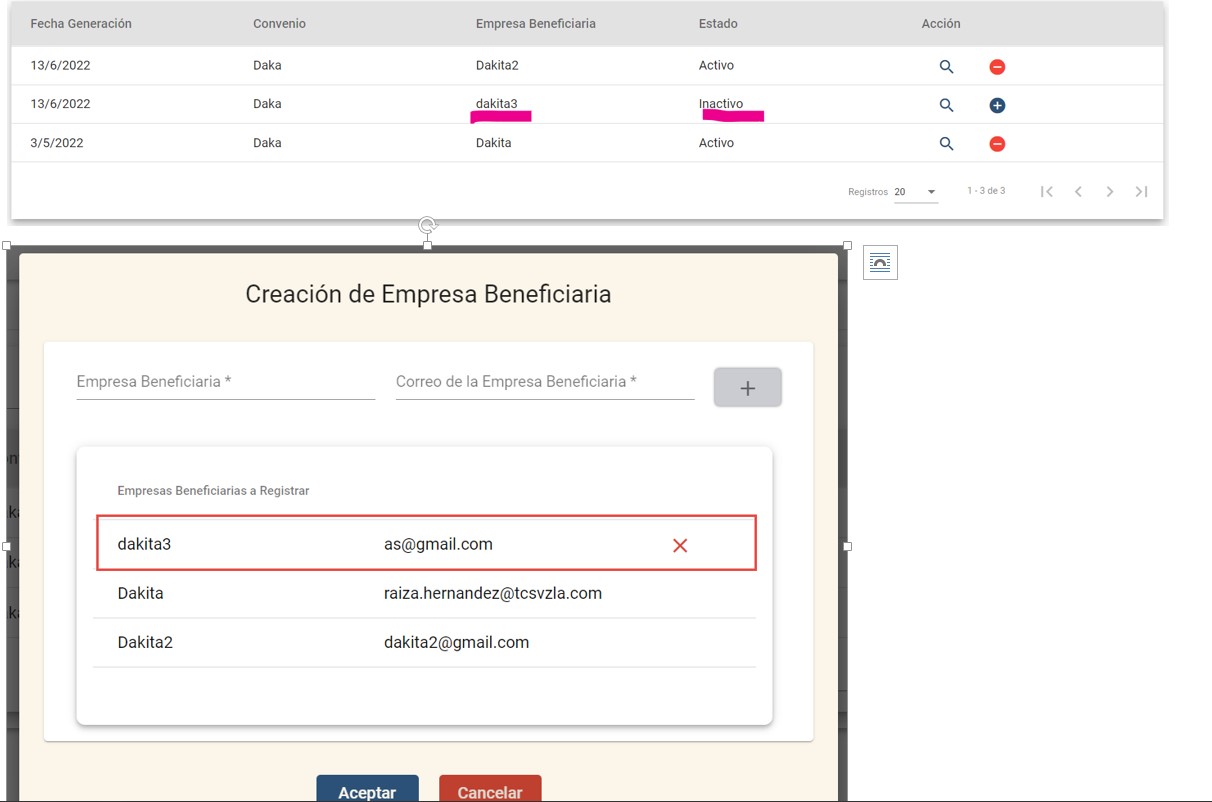 Fecha Generación Convenio Empresa Beneficiaria Estado Acción
13/6/2022 Daka Dakita2 Activo
13/6/2022 Daka dakita3 Inactivo
3/5/2022 Daka Dakita Activo
Registros 20 1 - 3 de 3
Creación de Empresa Beneficiaria
Empresa Beneficiaria * Correo de la Empresa Beneficiaria *
+
Empresas Beneficiarias a Registrar
dakita3 as@gmail.com
Dakita raiza.hernandez@tcsvzla.com
Dakita2 dakita2@gmail.com
Aceptar Cancelar